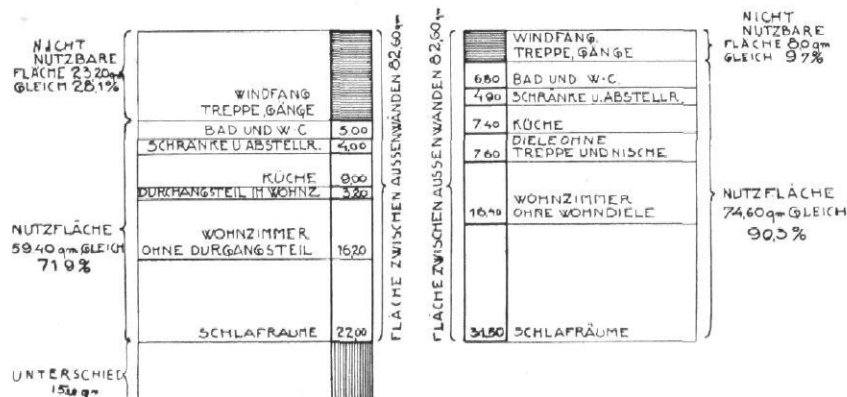 NICHT
NUTZBARE
FLÄCHE 23,20 qm
GLEICH 28,1%
WINDFANG
TREPPE, GÄNGE
BAD UND W-C 5,00
SCHRÄNKE U ABSTELLR. 4,00
KÜCHE 9,00
DURCHANGSTEIL IM WOHNZ. 3,20
WOHNZIMMER
OHNE DURGANGSTEIL 16,20
SCHLAFRÄUME 22,00
NUTZFLÄCHE
59.40 qm GLEICH
71.9%
UNTERSCHIED
FLÄCHE ZWISCHEN AUSSENWÄNDEN 82,60 qm
FLÄCHE ZWISCHEN AUSSENWÄNDEN 82,60 qm
WINDFANG,
TREPPE, GÄNGE
6.80 BAD UND W-C.
4.90 SCHRÄNKE U. ABSTELLR.
7.40 KÜCHE
DIELE OHNE
7.60 TREPPE UND NISCHE
WOHNZIMMER
16,40 OHNE WOHNDIELE
31.50 SCHLAFRÄUME
NICHT
NUTZBARE
FLÄCHE 8,0 qm
GLEICH 9,7%
NUTZFLÄCHE
74,60 qm GLEICH
90,3%